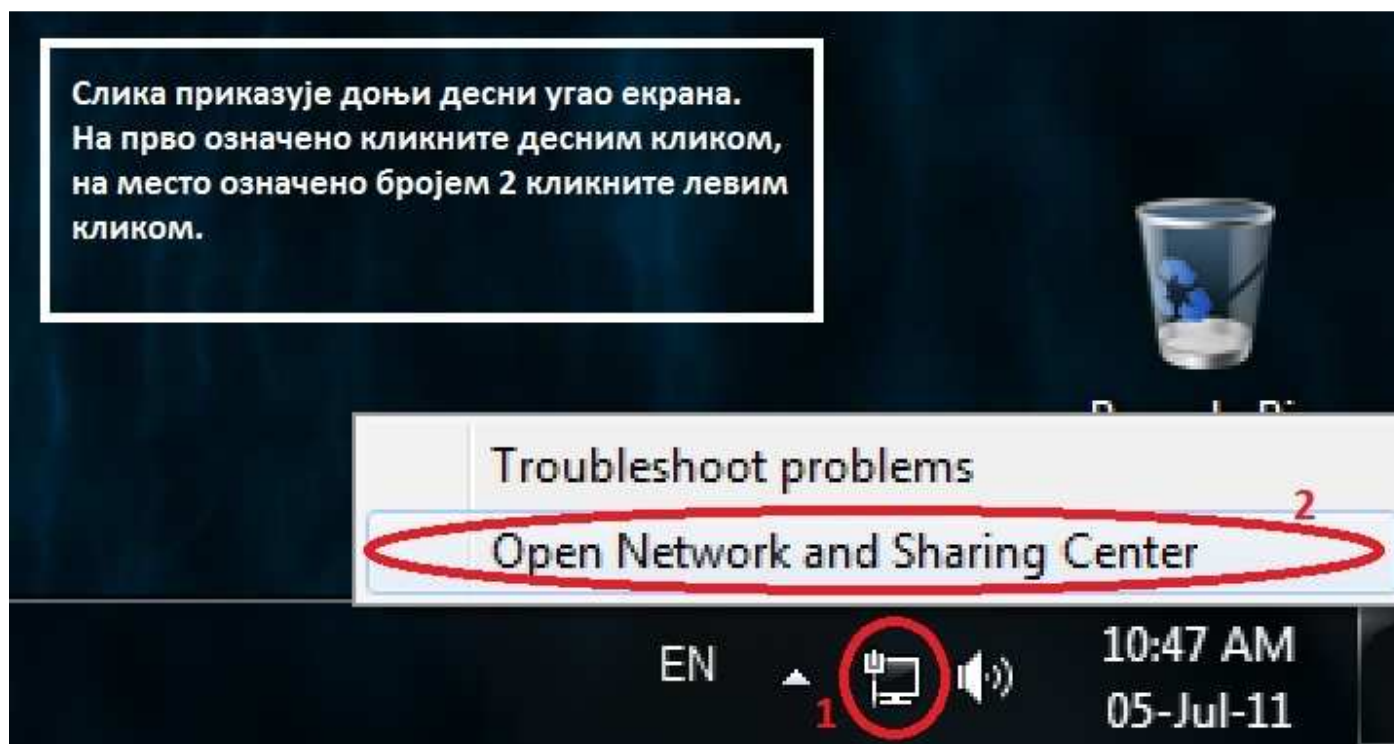 Слика приказује доњи десни угао екрана.
На прво означено кликните десним кликом,
на место означено бројем 2 кликните левим
кликом.
Troubleshoot problems
2
Open Network and Sharing Center
EN
1
10:47 AM
05-Jul-11